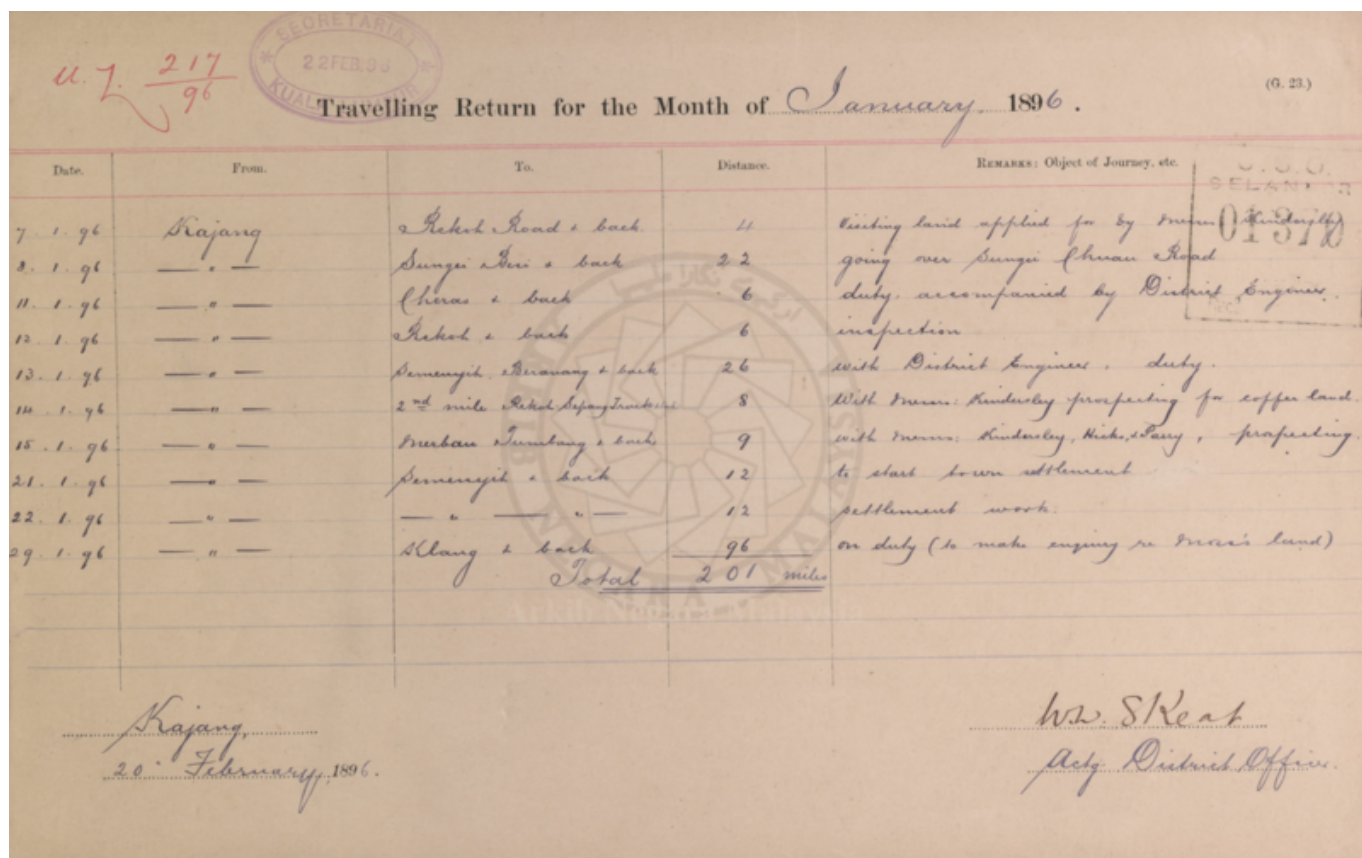 U.L. 217/96
SECRETARIAT
22 FEB. 96
KUALA
(G. 23.)
Travelling Return for the Month of January 1896.
Date. From. To. Distance. REMARKS: Object of Journey, etc.
SELANGOR
7. 1. 96 Kajang Rekoh Road & back 4 Visiting land applied for by Messrs Kindersley
8. 1. 96 — " — Sungei Besi & back 22 going over Sungei Chuau Road
11. 1. 96 — " — Cheras & back 6 duty. accompanied by District Engineer.
12. 1. 96 — " — Rekoh & back 6 inspection
13. 1. 96 — " — Semenyih, Beranang & back 26 with District Engineer, duty.
14. 1. 96 — " — 2nd mile Rekoh Sepang Trace & back 8 With Messrs: Kindersley prospecting for coffee land.
15. 1. 96 — " — Merbau Tumbang & back 9 with Messrs: Kindersley, Hicks, & Parry, prospecting.
21. 1. 96 — " — Semenyih & back 12 to start town settlement
22. 1. 96 — " — — " — " — 12 settlement work.
29. 1. 96 — " — Klang & back 96 on duty (to make enquiry re land)
Total 201 miles
Arkib Negara Malaysia
Kajang,
20 February, 1896.
W.W. Skeat
Actg. District Officer.